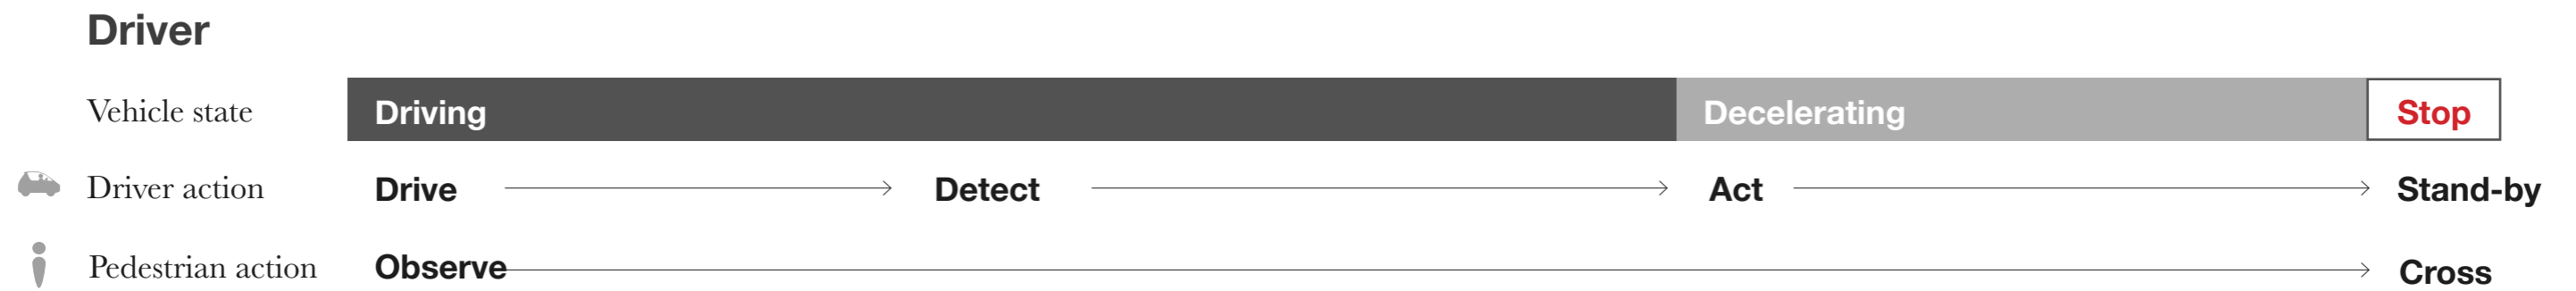 Driver
Vehicle state Driving Decelerating Stop
Driver action Drive Detect Act Stand-by
Pedestrian action Observe Cross